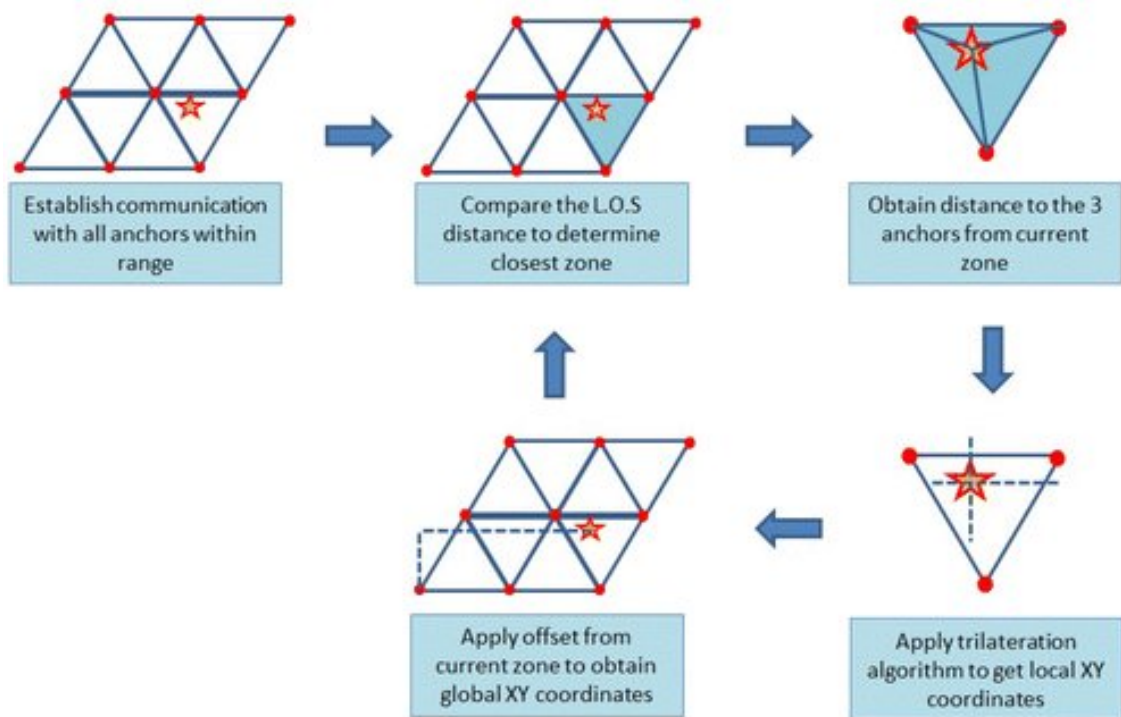 Establish communication
with all anchors within
range
Compare the L.O.S
distance to determine
closest zone
Obtain distance to the 3
anchors from current
zone
Apply trilateration
algorithm to get local XY
coordinates
Apply offset from
current zone to obtain
global XY coordinates